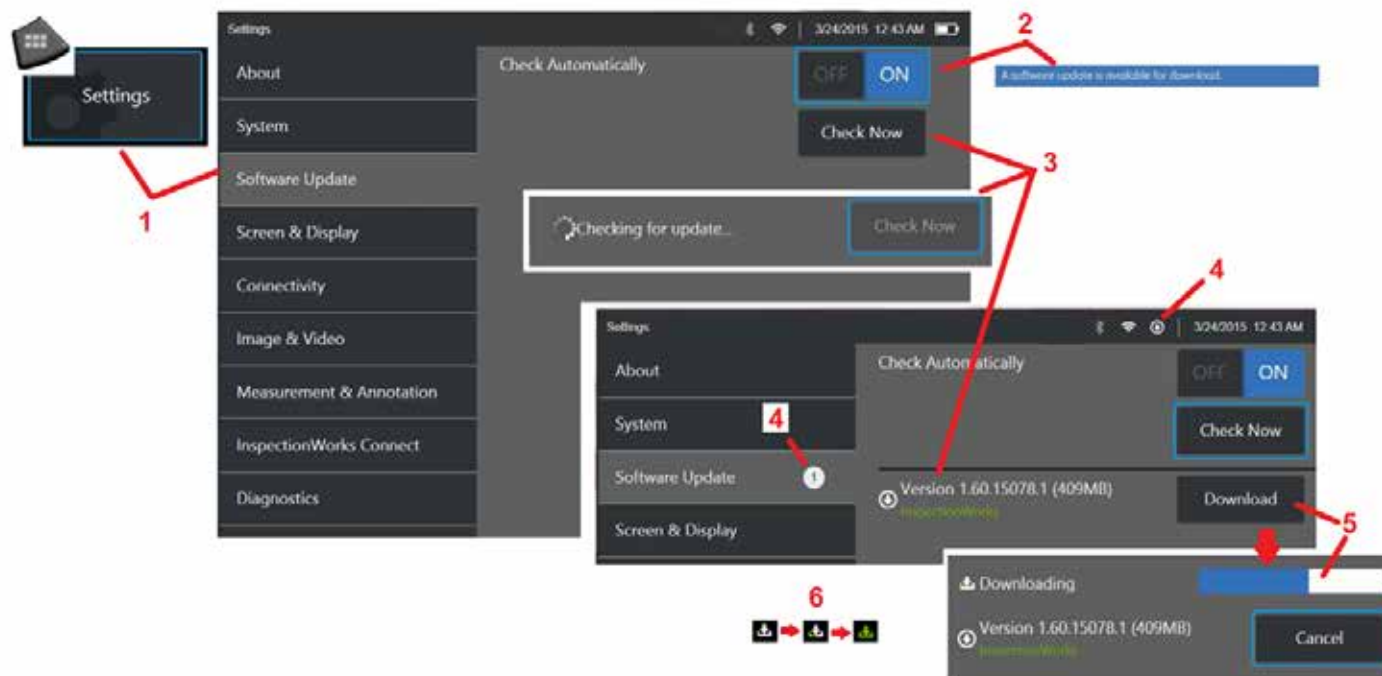 Settings
1
Settings
3/24/2015 12:43 AM
About
System
Software Update
Screen & Display
Connectivity
Image & Video
Measurement & Annotation
InspectionWorks Connect
Diagnostics
Check Automatically
OFF ON
Check Now
2
A software update is available for download.
3
Checking for update...
Check Now
4
Settings
3/24/2015 12:43 AM
About
System
4
Software Update
1
Screen & Display
Check Automatically
OFF ON
Check Now
Version 1.60.15078.1 (409MB)
InspectionWorks
Download
5
Downloading
Version 1.60.15078.1 (409MB)
InspectionWorks
Cancel
6